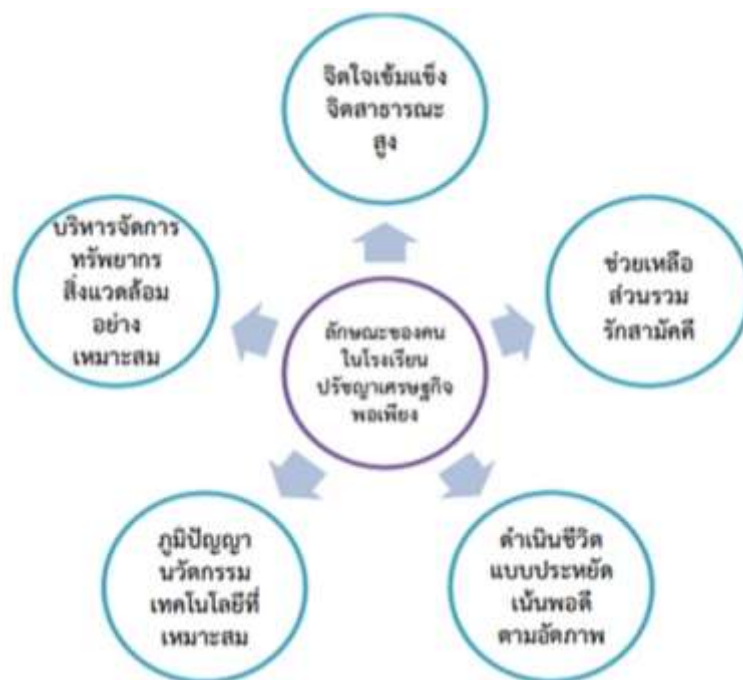 จิตใจเข้มแข็ง
จิตสาธารณะ
สูง
บริหารจัดการ
ทรัพยากร
สิ่งแวดล้อม
อย่าง
เหมาะสม
ช่วยเหลือ
ส่วนรวม
รักสามัคคี
ลักษณะของคน
ในโรงเรียน
ปรัชญาเศรษฐกิจ
พอเพียง
ภูมิปัญญา
นวัตกรรม
เทคโนโลยีที่
เหมาะสม
ดำเนินชีวิต
แบบประหยัด
เน้นพอดี
ตามอัตภาพ